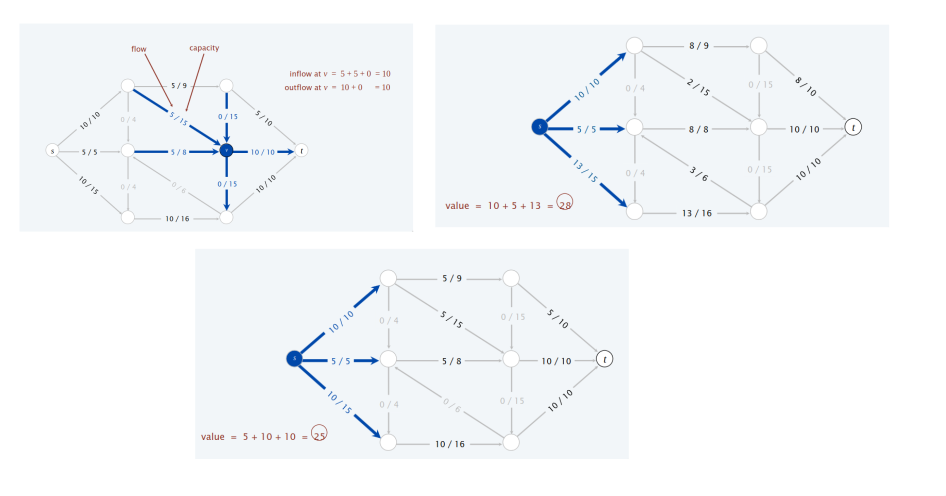 flow capacity
inflow at v = 5 + 5 + 0 = 10
outflow at v = 10 + 0 = 10
5 / 9
10 / 10
0 / 4
5 / 15
0 / 15
5 / 10
s
5 / 5
5 / 8
10 / 10
t
10 / 15
0 / 4
0 / 6
0 / 15
10 / 10
10 / 16
8 / 9
10 / 10
0 / 4
2 / 15
0 / 15
8 / 10
s
5 / 5
8 / 8
10 / 10
t
13 / 15
0 / 4
3 / 6
0 / 15
10 / 10
13 / 16
value = 10 + 5 + 13 = 28
5 / 9
10 / 10
0 / 4
5 / 15
0 / 15
5 / 10
s
5 / 5
5 / 8
10 / 10
t
10 / 15
0 / 4
0 / 6
0 / 15
10 / 10
10 / 16
value = 5 + 10 + 10 = 25